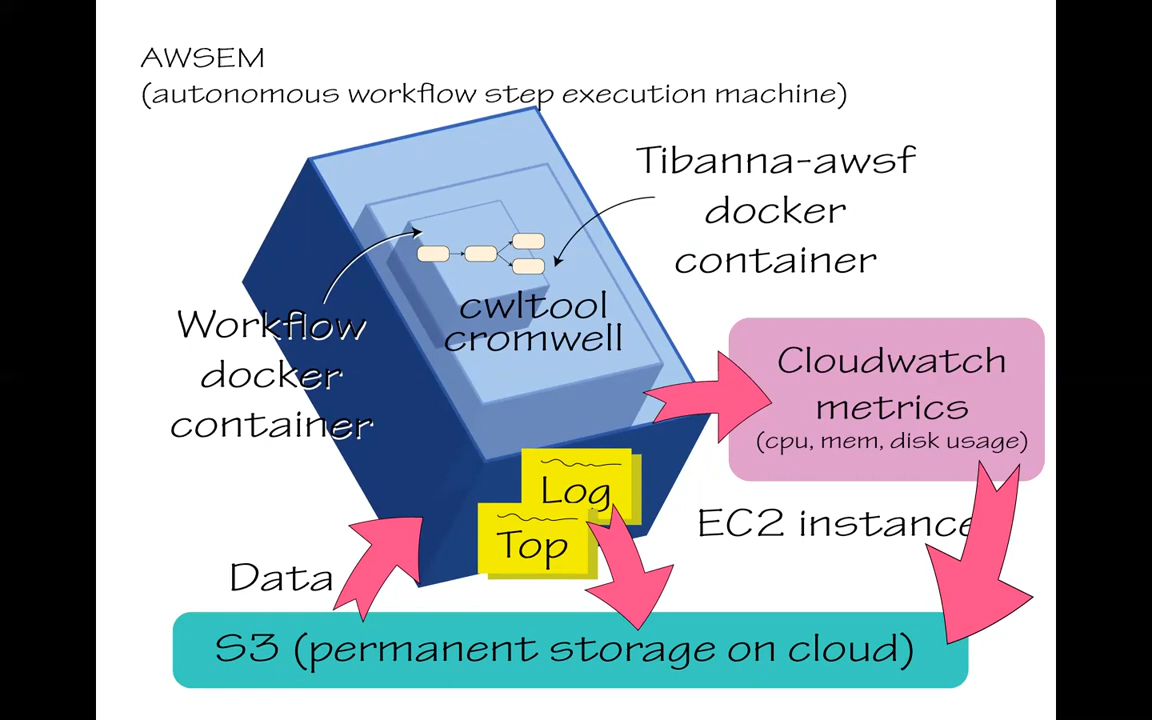 AWSEM
(autonomous workflow step execution machine)
Tibanna-awsf
docker
container
cwltool
cromwell
Workflow
docker
container
Cloudwatch
metrics
(cpu, mem, disk usage)
Log
Top
EC2 instance
Data
S3 (permanent storage on cloud)